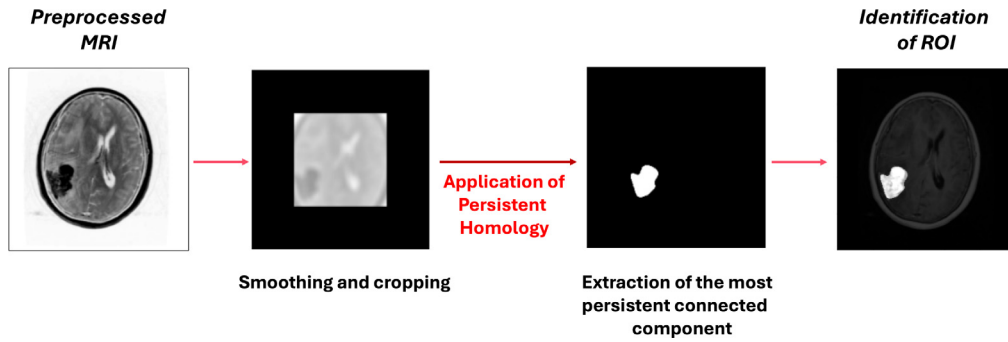 Preprocessed
MRI
Identification
of ROI
Application of
Persistent
Homology
Smoothing and cropping
Extraction of the most
persistent connected
component